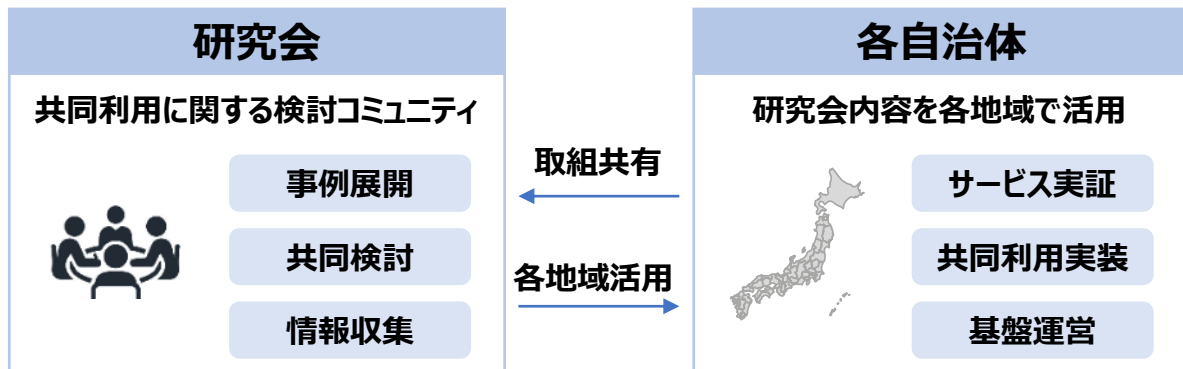 研究会
共同利用に関する検討コミュニティ
事例展開
共同検討
情報収集
取組共有
各地域活用
各自治体
研究会内容を各地域で活用
サービス実証
共同利用実装
基盤運営